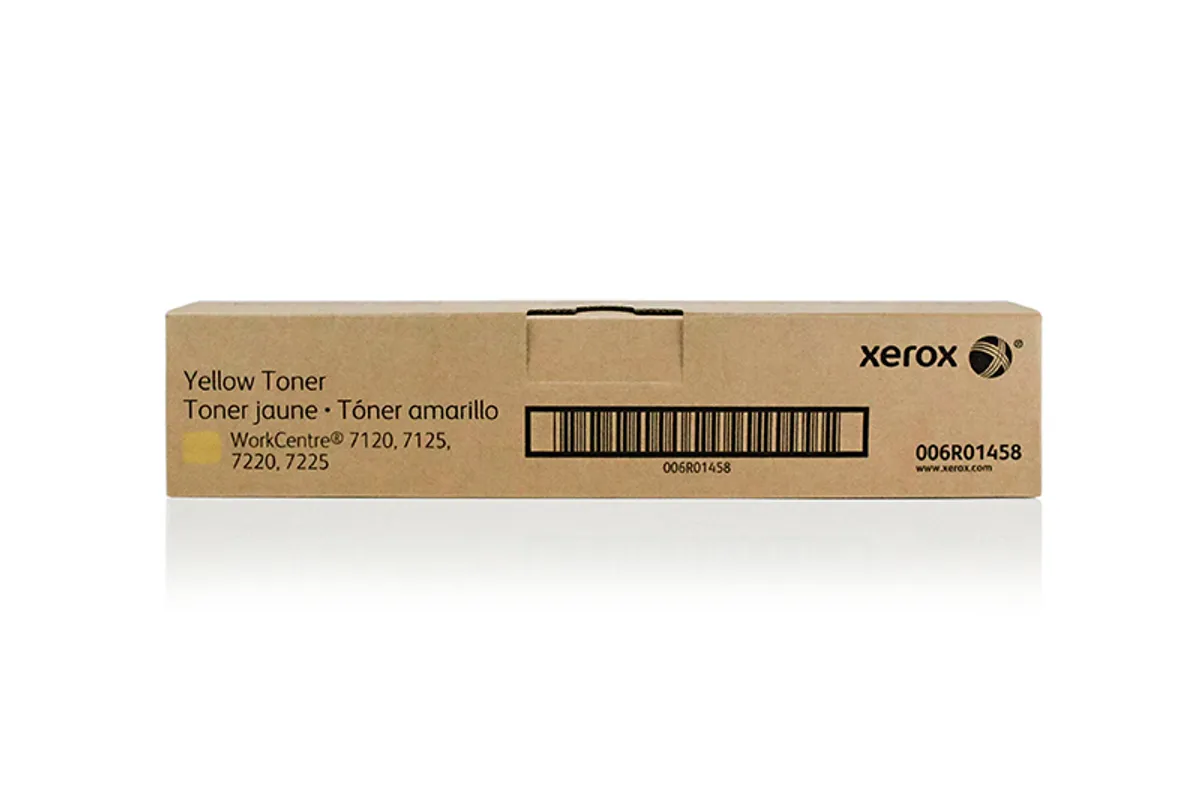 Yellow Toner
Toner jaune • Tóner amarillo
WorkCentre® 7120, 7125,
7220, 7225
006R01458
xerox ®
006R01458
www.xerox.com